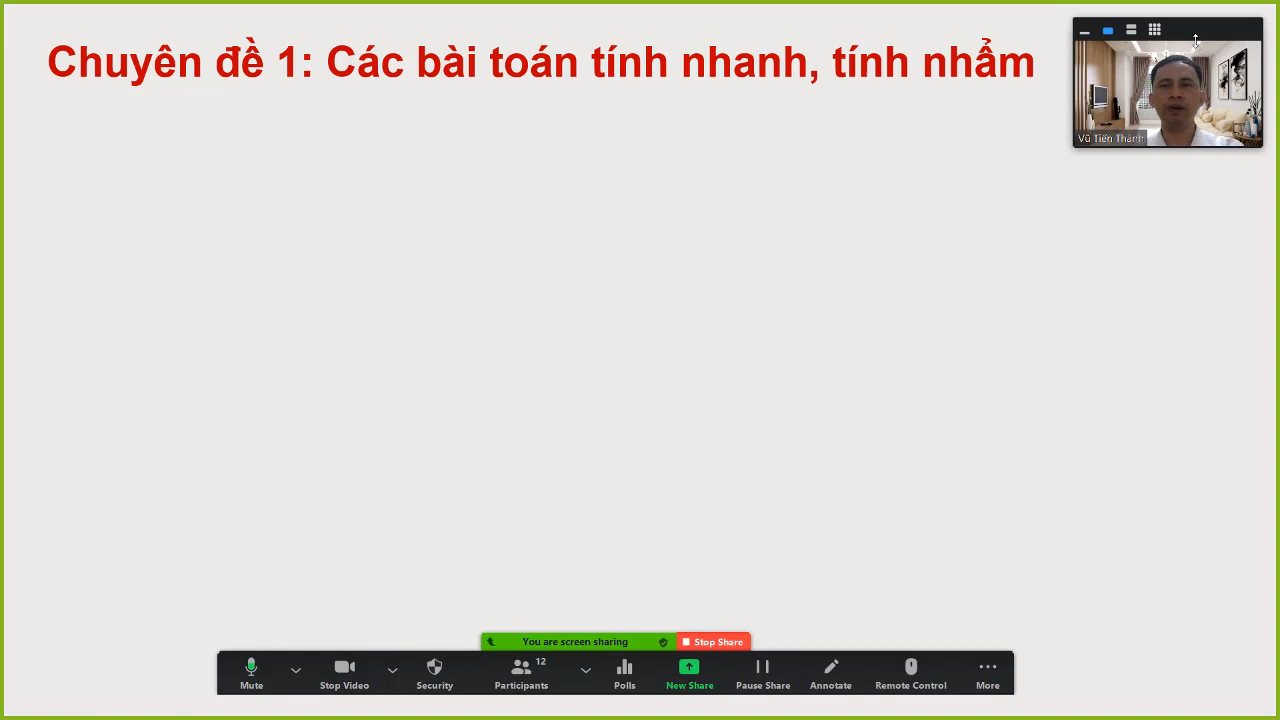 Chuyên đề 1: Các bài toán tính nhanh, tính nhẩm
Vũ Tiến Thành
You are screen sharing
Stop Share
Mute
Stop Video
Security
Participants
12
Polls
New Share
Pause Share
Annotate
Remote Control
More